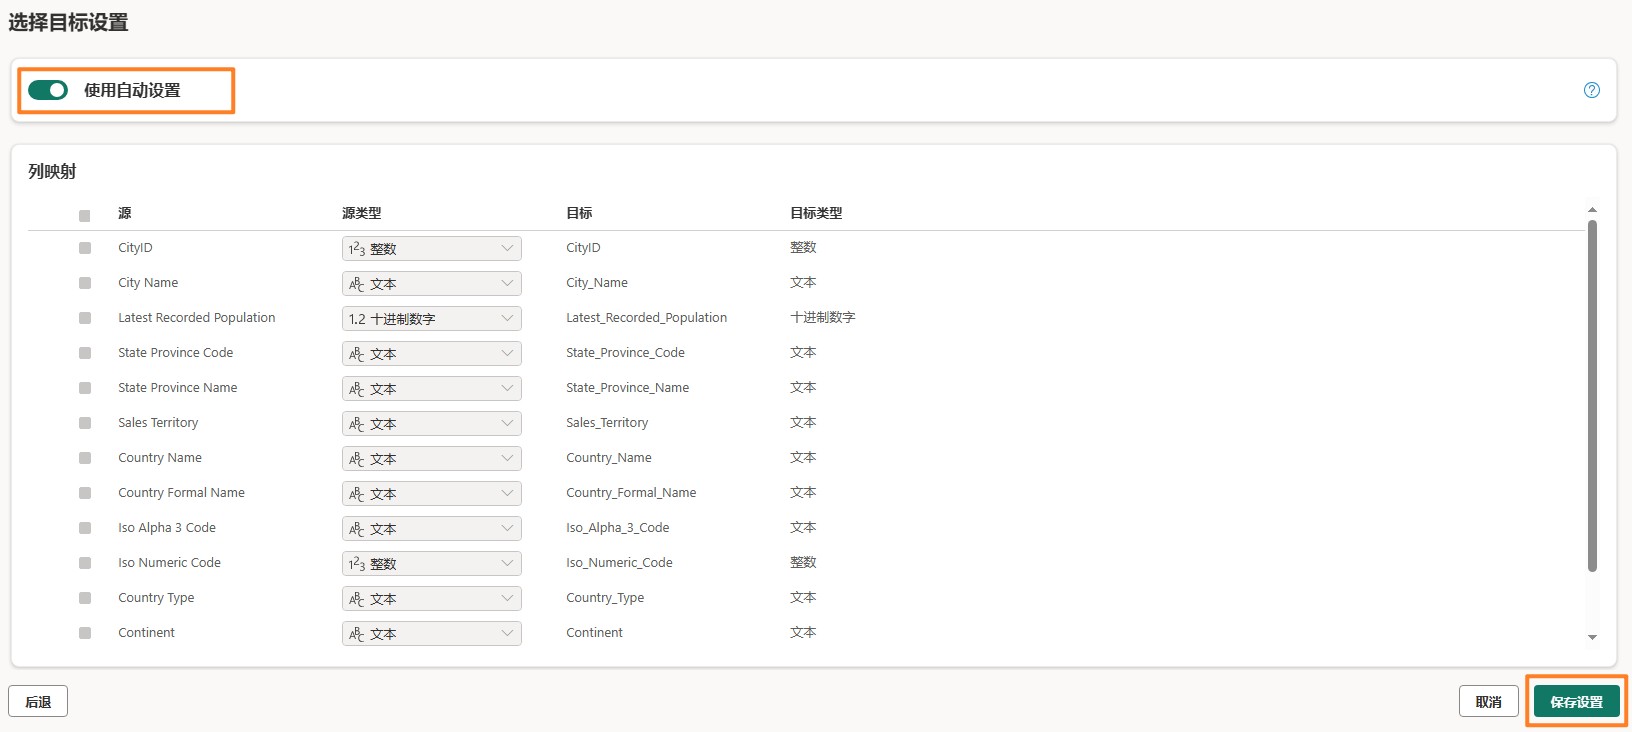 选择目标设置
使用自动设置
列映射
源 源类型 目标 目标类型
CityID 1²3 整数 CityID 整数
City Name ABC 文本 City_Name 文本
Latest Recorded Population 1.2 十进制数字 Latest_Recorded_Population 十进制数字
State Province Code ABC 文本 State_Province_Code 文本
State Province Name ABC 文本 State_Province_Name 文本
Sales Territory ABC 文本 Sales_Territory 文本
Country Name ABC 文本 Country_Name 文本
Country Formal Name ABC 文本 Country_Formal_Name 文本
Iso Alpha 3 Code ABC 文本 Iso_Alpha_3_Code 文本
Iso Numeric Code 1²3 整数 Iso_Numeric_Code 整数
Country Type ABC 文本 Country_Type 文本
Continent ABC 文本 Continent 文本
后退 取消 保存设置